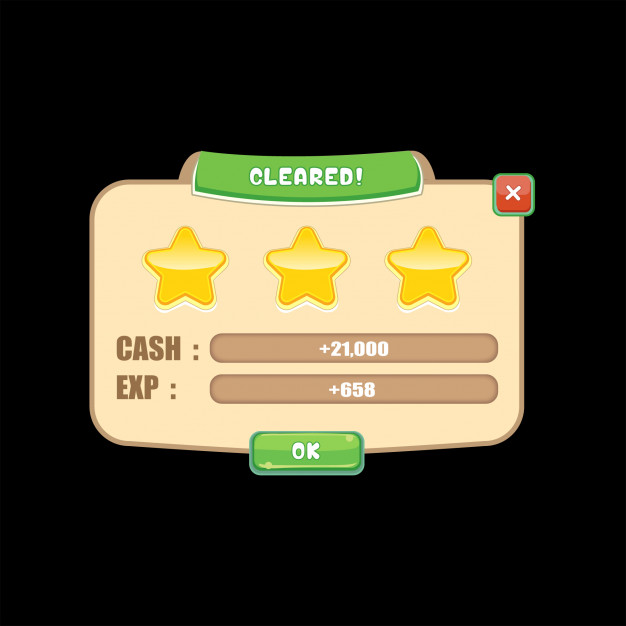 CLEARED!
CASH : +21,000
EXP : +658
OK